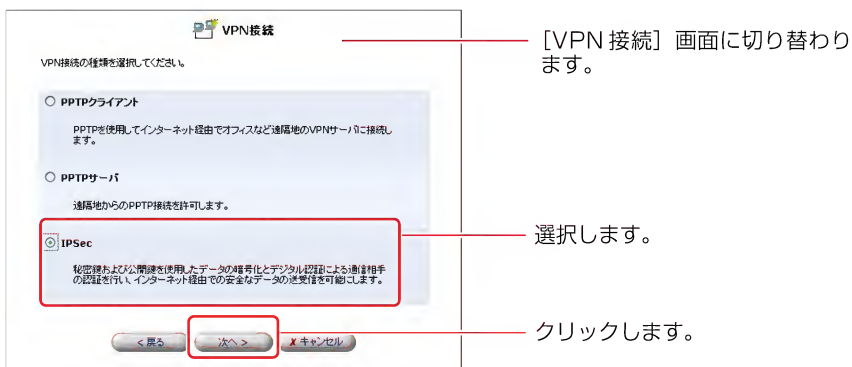 VPN接続
［VPN 接続］画面に切り替わり
ます。
VPN接続の種類を選択してください。
PPTPクライアント
PPTPを使用してインターネット経由でオフィスなど遠隔地のVPNサーバに接続し
ます。
PPTPサーバ
遠隔地からのPPTP接続を許可します。
選択します。
IPSec
秘密鍵および公開鍵を使用したデータの暗号化とデジタル認証による通信相手
の認証を行い、インターネット経由での安全なデータの送受信を可能にします。
クリックします。
< 戻る 次へ > X キャンセル